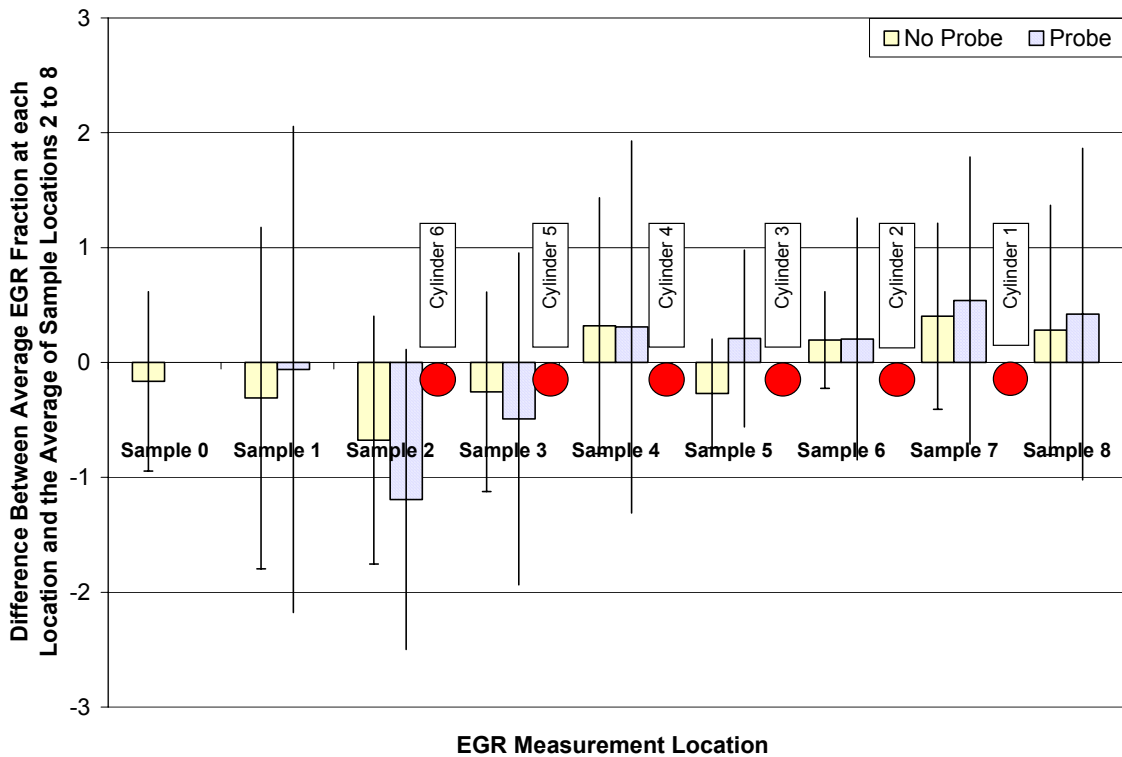 Difference Between Average EGR Fraction at each
Location and the Average of Sample Locations 2 to 8
3
2
1
0
-1
-2
-3
No Probe
Probe
Cylinder 6
Cylinder 5
Cylinder 4
Cylinder 3
Cylinder 2
Cylinder 1
Sample 0
Sample 1
Sample 2
Sample 3
Sample 4
Sample 5
Sample 6
Sample 7
Sample 8
EGR Measurement Location